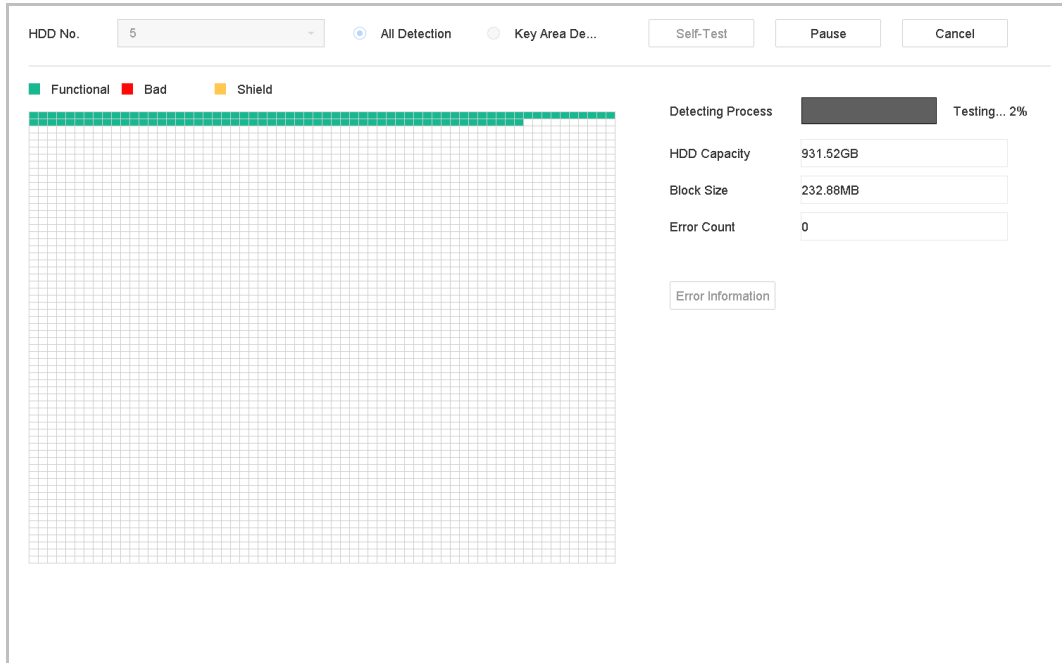 HDD No. 5 All Detection Key Area De... Self-Test Pause Cancel
Functional Bad Shield
Detecting Process Testing... 2%
HDD Capacity 931.52GB
Block Size 232.88MB
Error Count 0
Error Information